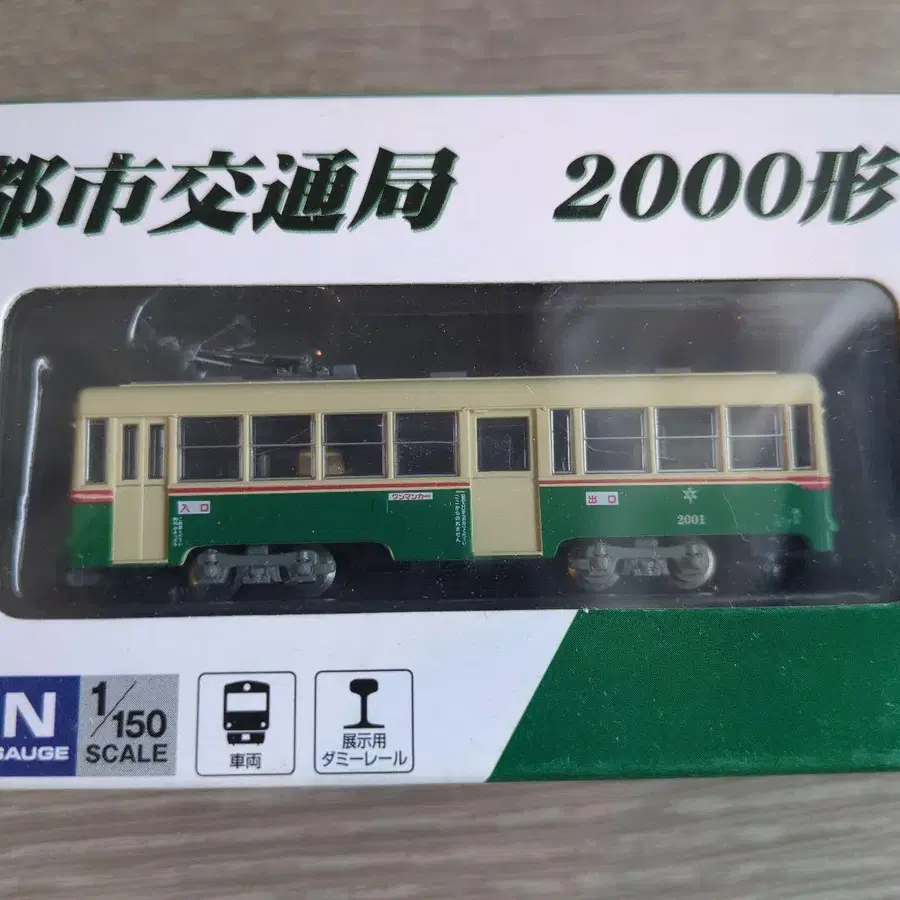 都市交通局 2000形
入口
ワンマンカー
出口
2001
N
GAUGE
1/150
SCALE
車両
展示用
ダミーレール